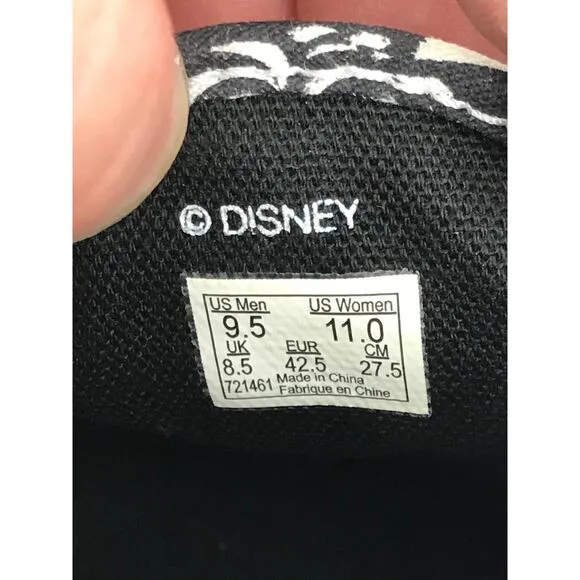 © DISNEY
US Men US Women
9.5 11.0
UK EUR CM
8.5 42.5 27.5
721461 Made in China
Fabrique en Chine